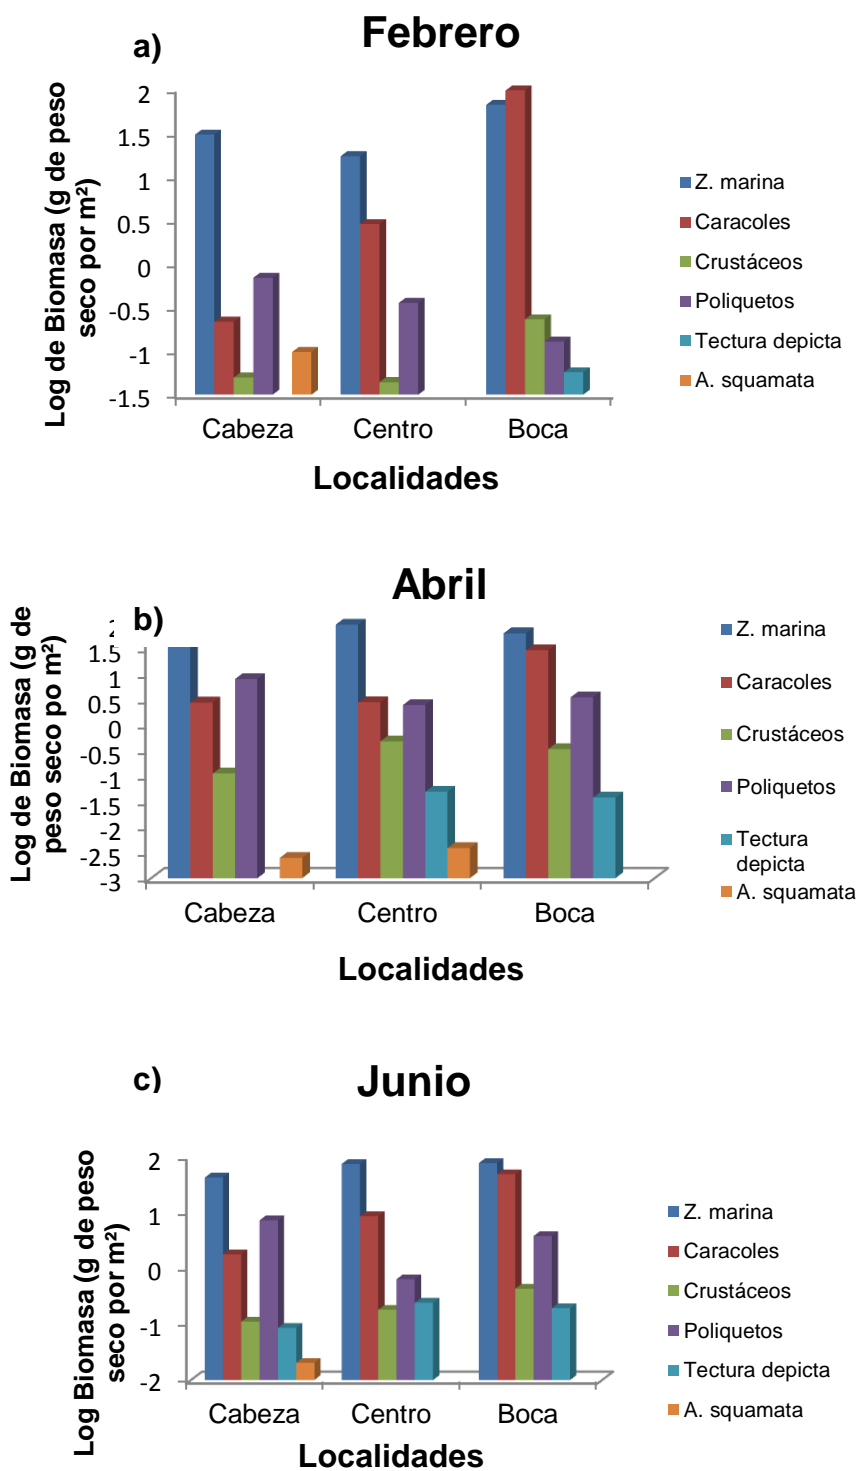 a)
Febrero
Log de Biomasa (g de peso
seco por m²)
2
1.5
1
0.5
0
-0.5
-1
-1.5
Cabeza
Centro
Boca
Localidades
Z. marina
Caracoles
Crustáceos
Poliquetos
Tectura depicta
A. squamata
b)
Abril
Log de Biomasa (g de
peso seco po m²)
1.5
1
0.5
0
-0.5
-1
-1.5
-2
-2.5
-3
Cabeza
Centro
Boca
Localidades
Z. marina
Caracoles
Crustáceos
Poliquetos
Tectura
depicta
A. squamata
c)
Junio
Log Biomasa (g de peso
seco por m²)
2
1
0
-1
-2
Cabeza
Centro
Boca
Localidades
Z. marina
Caracoles
Crustáceos
Poliquetos
Tectura depicta
A. squamata